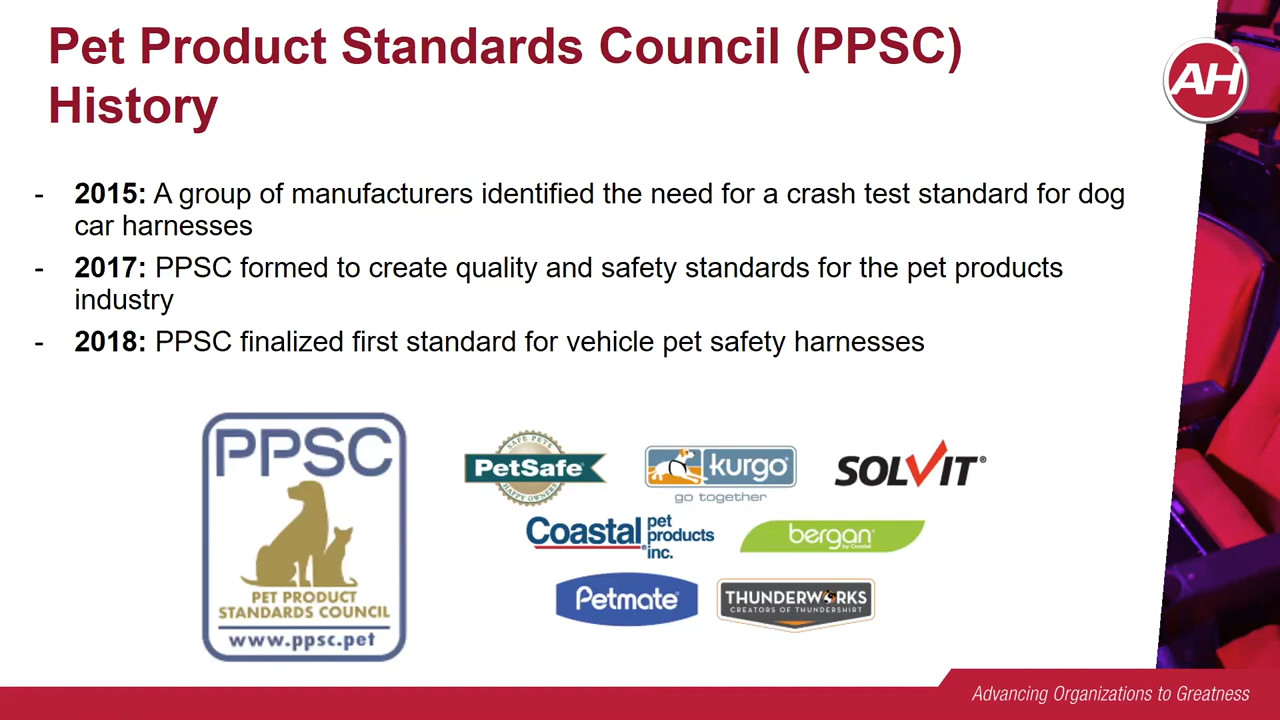 Pet Product Standards Council (PPSC)
History
AH®
- 2015: A group of manufacturers identified the need for a crash test standard for dog
car harnesses
- 2017: PPSC formed to create quality and safety standards for the pet products
industry
- 2018: PPSC finalized first standard for vehicle pet safety harnesses
PPSC
PET PRODUCT
STANDARDS COUNCIL
www.ppsc.pet
SAFE PETS
PetSafe®
HAPPY OWNERS
kurgo®
go together
SOLVIT®
Coastal® pet
products
inc.
bergan®
by Coastal
Petmate®
THUNDERWORKS
CREATORS OF THUNDERSHIRT
Advancing Organizations to Greatness